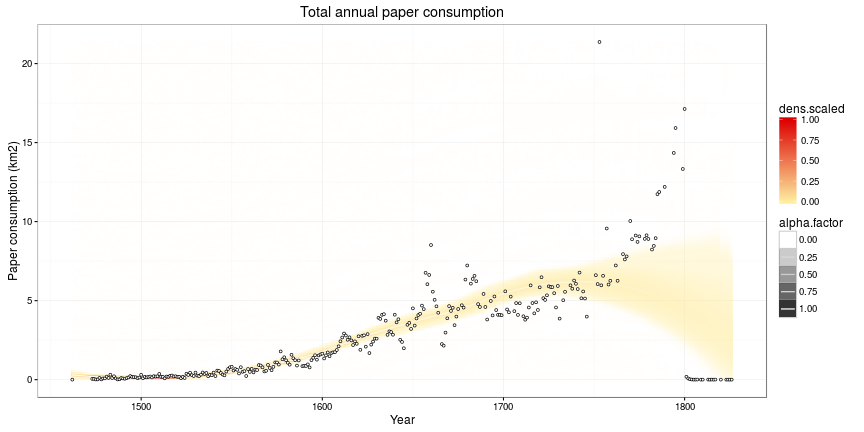 Total annual paper consumption
Paper consumption (km2)
20
15
10
5
0
1500 1600 1700 1800
Year
dens.scaled
1.00
0.75
0.50
0.25
0.00
alpha.factor
0.00
0.25
0.50
0.75
1.00